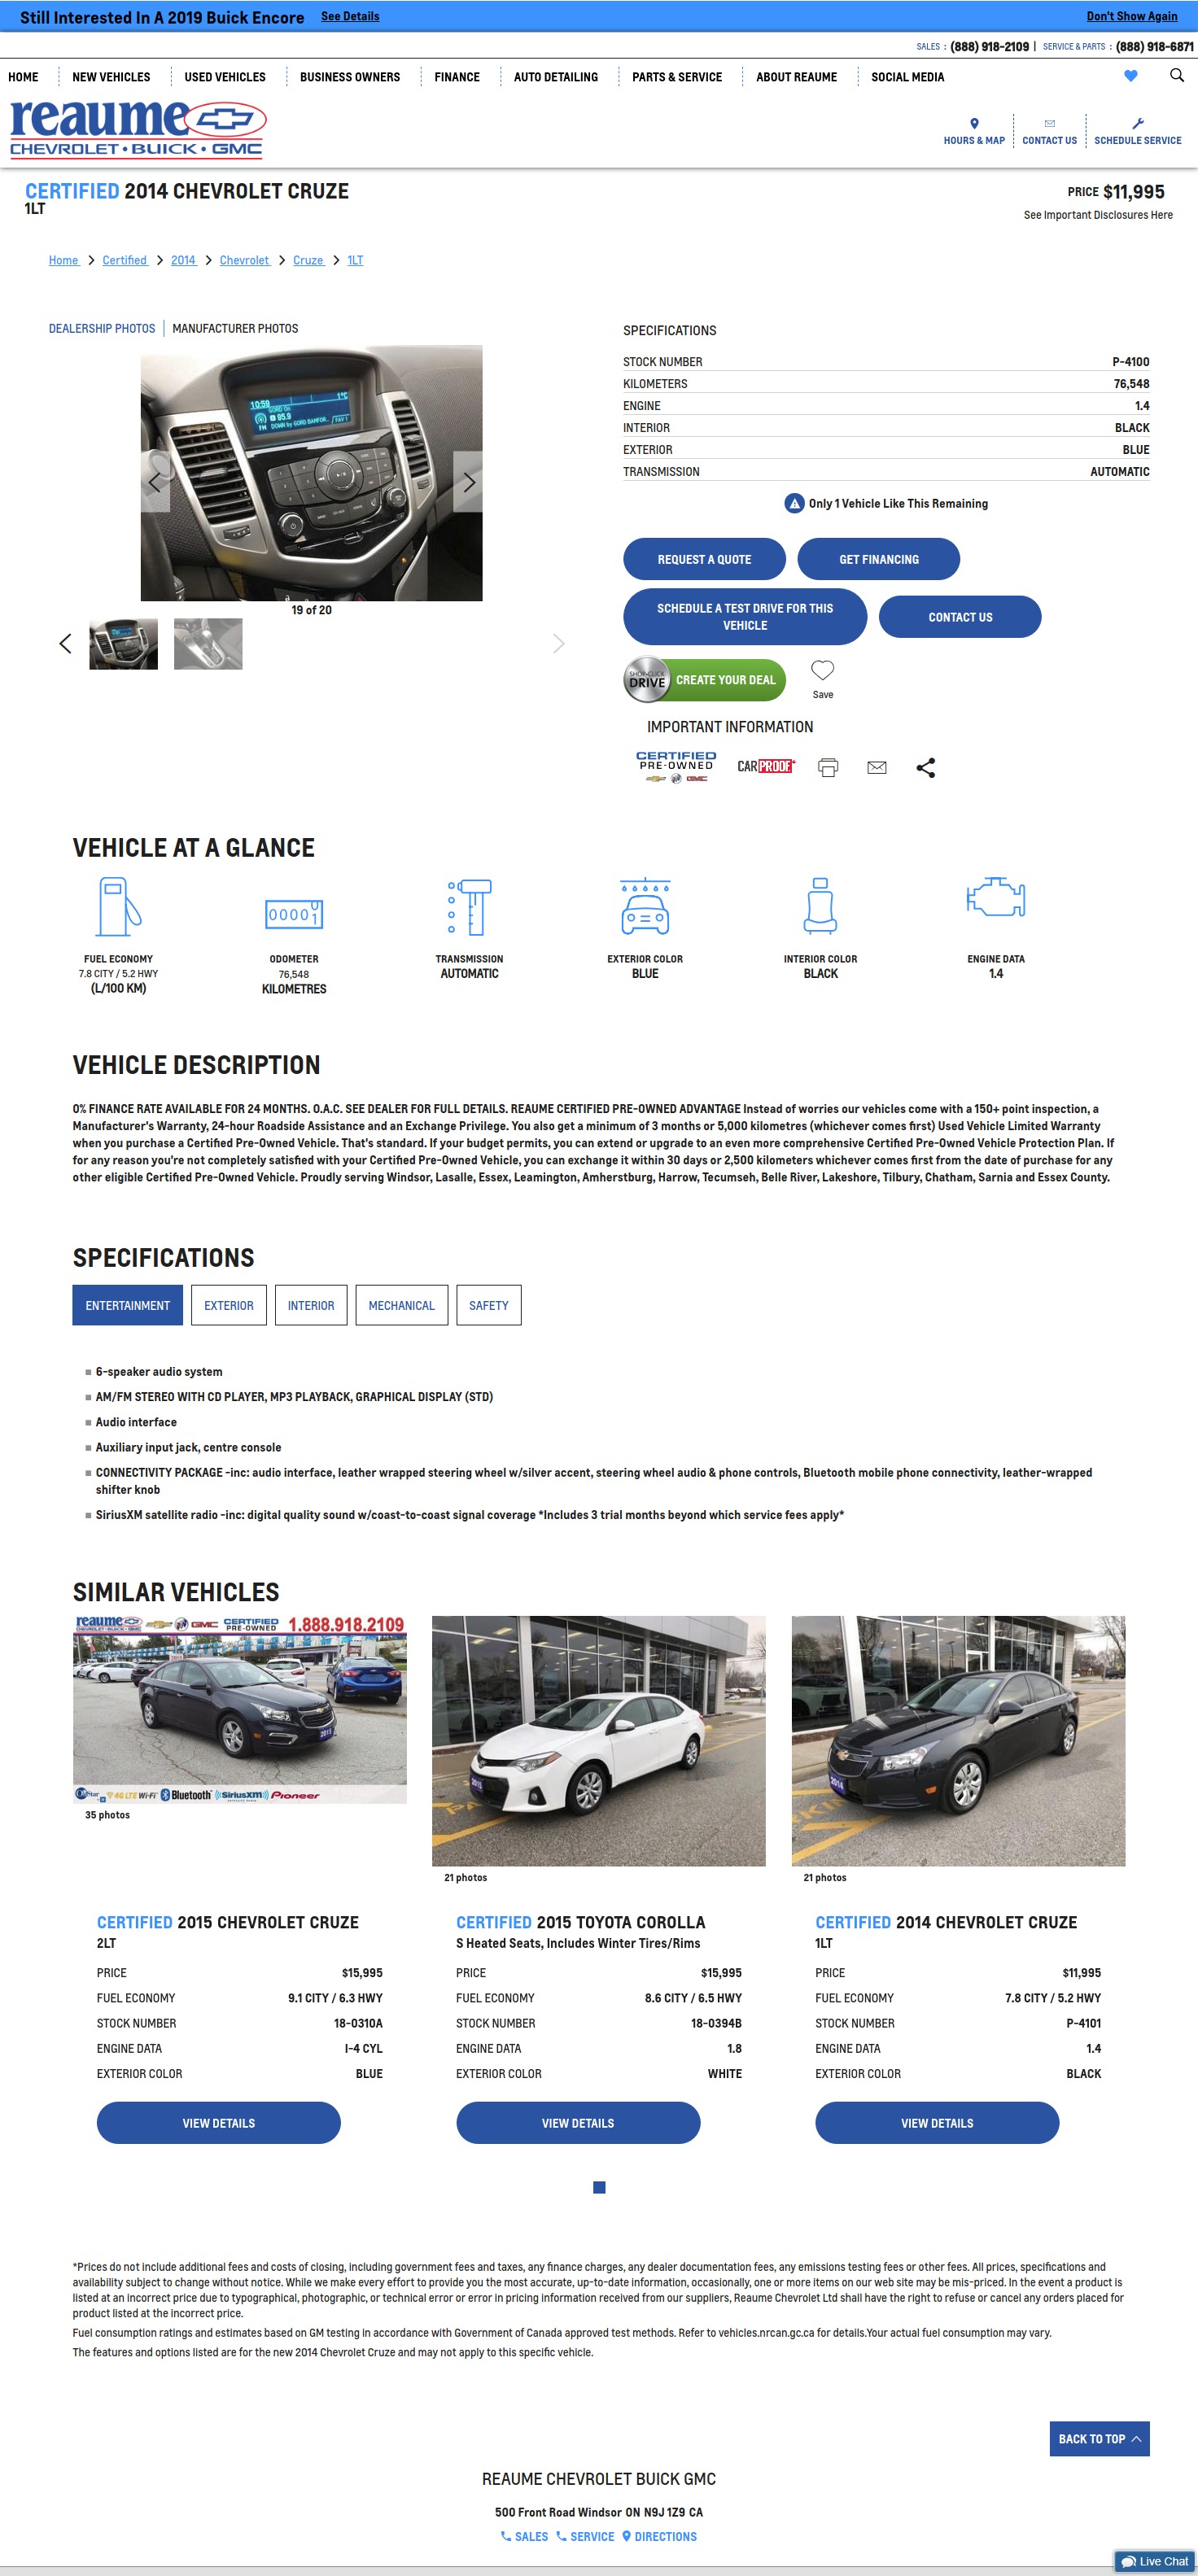 Still Interested In A 2019 Buick Encore See Details Don't Show Again
SALES : (888) 918-2109 | SERVICE & PARTS : (888) 918-6871
HOME NEW VEHICLES USED VEHICLES BUSINESS OWNERS FINANCE AUTO DETAILING PARTS & SERVICE ABOUT REAUME SOCIAL MEDIA
reaume
CHEVROLET • BUICK • GMC
HOURS & MAP CONTACT US SCHEDULE SERVICE
CERTIFIED 2014 CHEVROLET CRUZE
1LT
PRICE $11,995
See Important Disclosures Here
Home > Certified > 2014 > Chevrolet > Cruze > 1LT
DEALERSHIP PHOTOS | MANUFACTURER PHOTOS
10:59 1°C
95.9
FM DOWN by GORD BAMFOR.. FAV1
19 of 20
SPECIFICATIONS
STOCK NUMBER P-4100
KILOMETERS 76,548
ENGINE 1.4
INTERIOR BLACK
EXTERIOR BLUE
TRANSMISSION AUTOMATIC
Only 1 Vehicle Like This Remaining
REQUEST A QUOTE GET FINANCING
SCHEDULE A TEST DRIVE FOR THIS
VEHICLE
CONTACT US
SHOP-CLICK
DRIVE CREATE YOUR DEAL
Save
IMPORTANT INFORMATION
CERTIFIED
PRE-OWNED
GMC
CARPROOF
VEHICLE AT A GLANCE
00001
FUEL ECONOMY
7.8 CITY / 5.2 HWY
(L/100 KM)
ODOMETER
76,548
KILOMETRES
TRANSMISSION
AUTOMATIC
EXTERIOR COLOR
BLUE
INTERIOR COLOR
BLACK
ENGINE DATA
1.4
VEHICLE DESCRIPTION
0% FINANCE RATE AVAILABLE FOR 24 MONTHS. O.A.C. SEE DEALER FOR FULL DETAILS. REAUME CERTIFIED PRE-OWNED ADVANTAGE Instead of worries our vehicles come with a 150+ point inspection, a
Manufacturer's Warranty, 24-hour Roadside Assistance and an Exchange Privilege. You also get a minimum of 3 months or 5,000 kilometres (whichever comes first) Used Vehicle Limited Warranty
when you purchase a Certified Pre-Owned Vehicle. That's standard. If your budget permits, you can extend or upgrade to an even more comprehensive Certified Pre-Owned Vehicle Protection Plan. If
for any reason you're not completely satisfied with your Certified Pre-Owned Vehicle, you can exchange it within 30 days or 2,500 kilometers whichever comes first from the date of purchase for any
other eligible Certified Pre-Owned Vehicle. Proudly serving Windsor, Lasalle, Essex, Leamington, Amherstburg, Harrow, Tecumseh, Belle River, Lakeshore, Tilbury, Chatham, Sarnia and Essex County.
SPECIFICATIONS
ENTERTAINMENT EXTERIOR INTERIOR MECHANICAL SAFETY
6-speaker audio system
AM/FM STEREO WITH CD PLAYER, MP3 PLAYBACK, GRAPHICAL DISPLAY (STD)
Audio interface
Auxiliary input jack, centre console
CONNECTIVITY PACKAGE -inc: audio interface, leather wrapped steering wheel w/silver accent, steering wheel audio & phone controls, Bluetooth mobile phone connectivity, leather-wrapped
shifter knob
SiriusXM satellite radio -inc: digital quality sound w/coast-to-coast signal coverage *Includes 3 trial months beyond which service fees apply*
SIMILAR VEHICLES
reaume GMC CERTIFIED PRE-OWNED 1.888.918.2109
2015
OnStar 4G LTE Wi-Fi Bluetooth SiriusXM Pioneer
35 photos
2015
21 photos
2014
21 photos
CERTIFIED 2015 CHEVROLET CRUZE
2LT
PRICE $15,995
FUEL ECONOMY 9.1 CITY / 6.3 HWY
STOCK NUMBER 18-0310A
ENGINE DATA I-4 CYL
EXTERIOR COLOR BLUE
VIEW DETAILS
CERTIFIED 2015 TOYOTA COROLLA
S Heated Seats, Includes Winter Tires/Rims
PRICE $15,995
FUEL ECONOMY 8.6 CITY / 6.5 HWY
STOCK NUMBER 18-0394B
ENGINE DATA 1.8
EXTERIOR COLOR WHITE
VIEW DETAILS
CERTIFIED 2014 CHEVROLET CRUZE
1LT
PRICE $11,995
FUEL ECONOMY 7.8 CITY / 5.2 HWY
STOCK NUMBER P-4101
ENGINE DATA 1.4
EXTERIOR COLOR BLACK
VIEW DETAILS
*Prices do not include additional fees and costs of closing, including government fees and taxes, any finance charges, any dealer documentation fees, any emissions testing fees or other fees. All prices, specifications and
availability subject to change without notice. While we make every effort to provide you the most accurate, up-to-date information, occasionally, one or more items on our web site may be mis-priced. In the event a product is
listed at an incorrect price due to typographical, photographic, or technical error or error in pricing information received from our suppliers, Reaume Chevrolet Ltd shall have the right to refuse or cancel any orders placed for
product listed at the incorrect price.
Fuel consumption ratings and estimates based on GM testing in accordance with Government of Canada approved test methods. Refer to vehicles.nrcan.gc.ca for details.Your actual fuel consumption may vary.
The features and options listed are for the new 2014 Chevrolet Cruze and may not apply to this specific vehicle.
BACK TO TOP
REAUME CHEVROLET BUICK GMC
500 Front Road Windsor ON N9J 1Z9 CA
SALES SERVICE DIRECTIONS
Live Chat